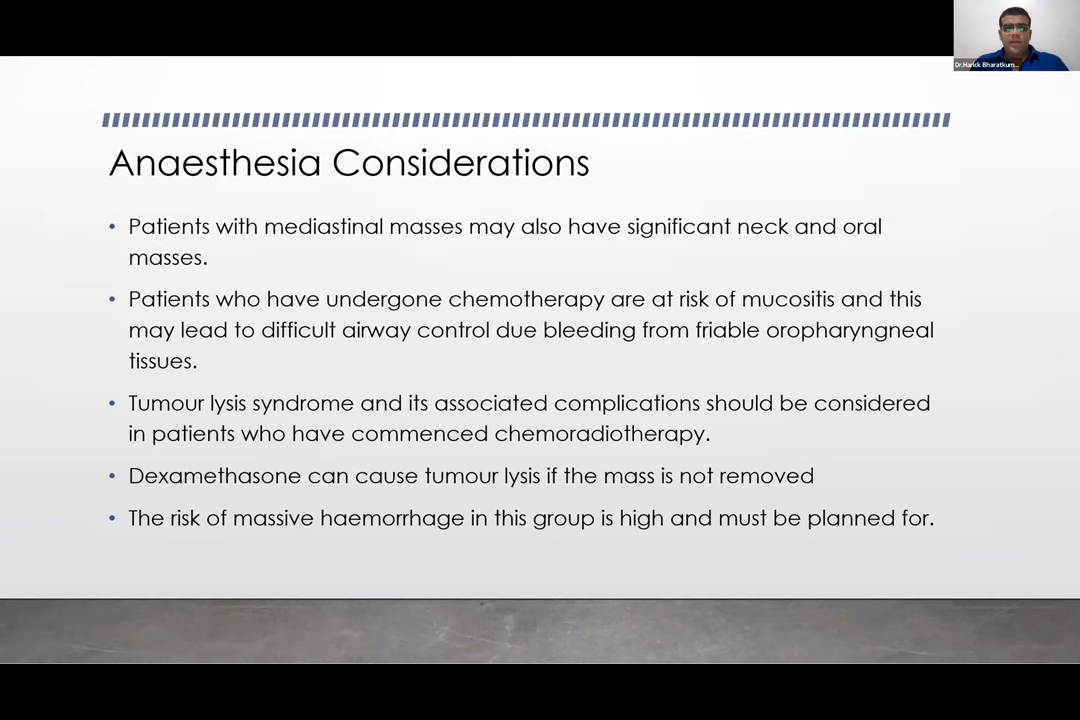 Dr.Harick Bharatkum...
Anaesthesia Considerations
• Patients with mediastinal masses may also have significant neck and oral
masses.
• Patients who have undergone chemotherapy are at risk of mucositis and this
may lead to difficult airway control due bleeding from friable oropharyngneal
tissues.
• Tumour lysis syndrome and its associated complications should be considered
in patients who have commenced chemoradiotherapy.
• Dexamethasone can cause tumour lysis if the mass is not removed
• The risk of massive haemorrhage in this group is high and must be planned for.